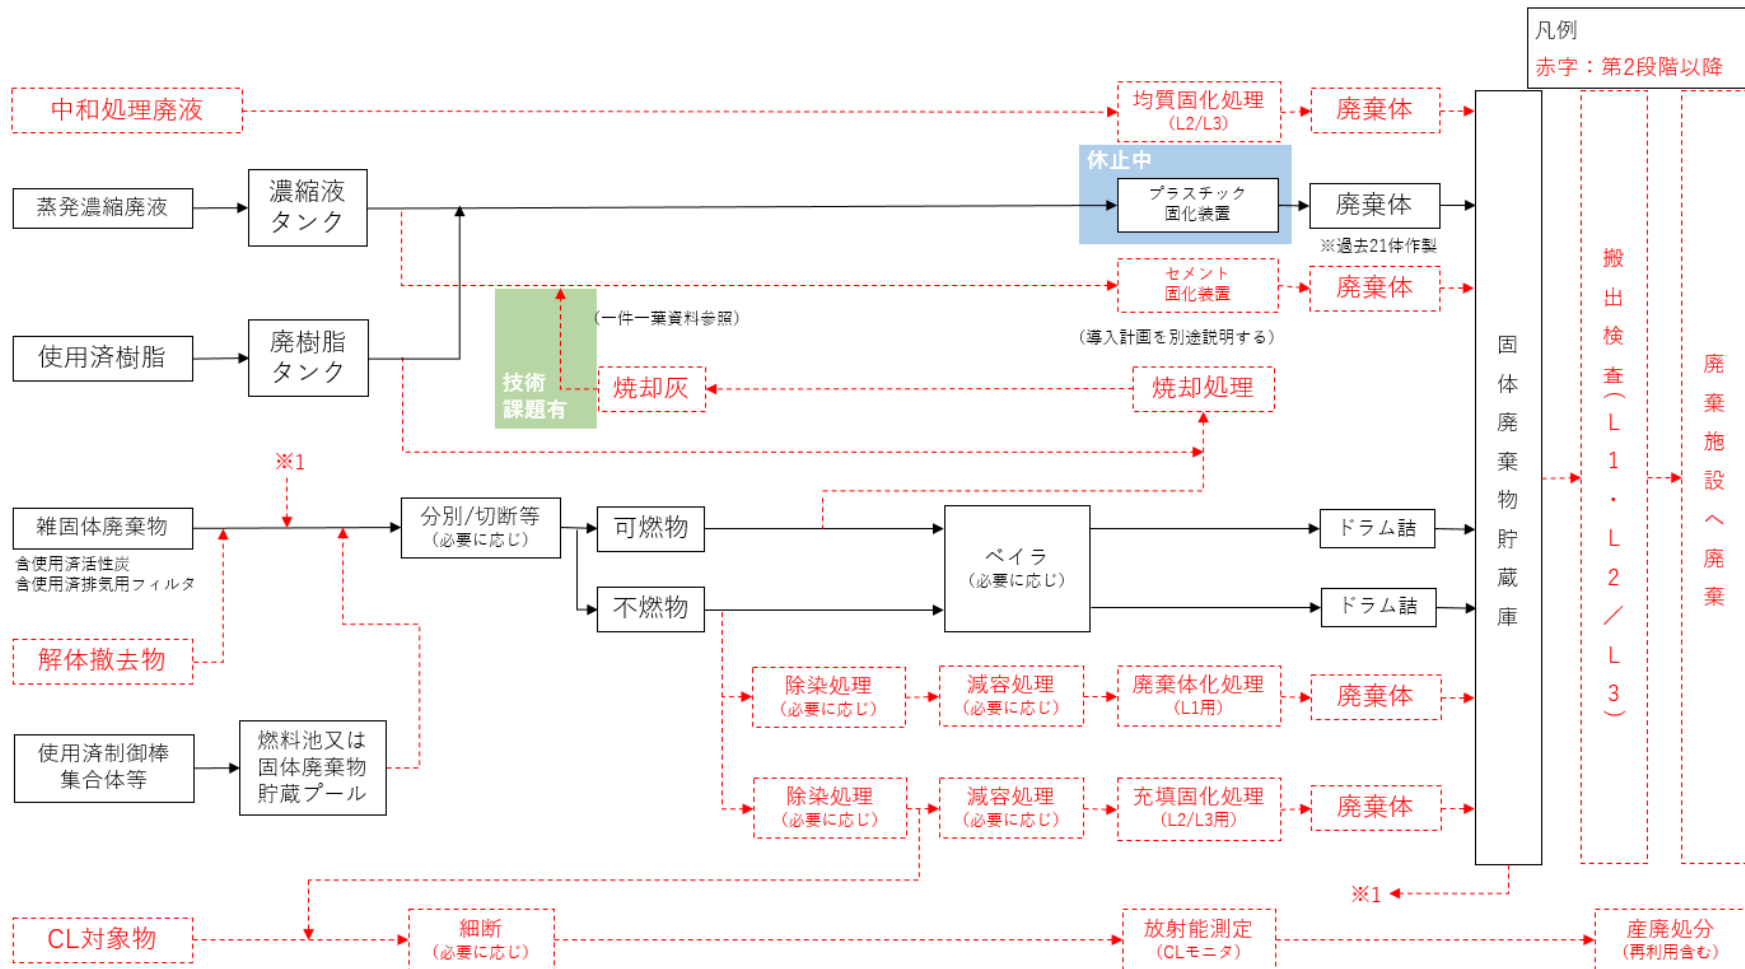 凡例
赤字：第2段階以降
中和処理廃液
均質固化処理
(L2/L3)
廃棄体
休止中
蒸発濃縮廃液
濃縮液
タンク
プラスチック
固化装置
廃棄体
※過去21体作製
セメント
固化装置
廃棄体
(一件一葉資料参照)
(導入計画を別途説明する)
使用済樹脂
廃樹脂
タンク
技術
課題有
焼却灰
焼却処理
※1
雑固体廃棄物
含使用済活性炭
含使用済排気用フィルタ
分別/切断等
(必要に応じ)
可燃物
不燃物
ベイラ
(必要に応じ)
ドラム詰
ドラム詰
解体撤去物
除染処理
(必要に応じ)
減容処理
(必要に応じ)
廃棄体化処理
(L1用)
廃棄体
使用済制御棒
集合体等
燃料池又は
固体廃棄物
貯蔵プール
除染処理
(必要に応じ)
減容処理
(必要に応じ)
充填固化処理
(L2/L3用)
廃棄体
固体廃棄物貯蔵庫
搬出検査(L1・L2／L3)
廃棄施設へ廃棄
※1
CL対象物
細断
(必要に応じ)
放射能測定
(CLモニタ)
産廃処分
(再利用含む)